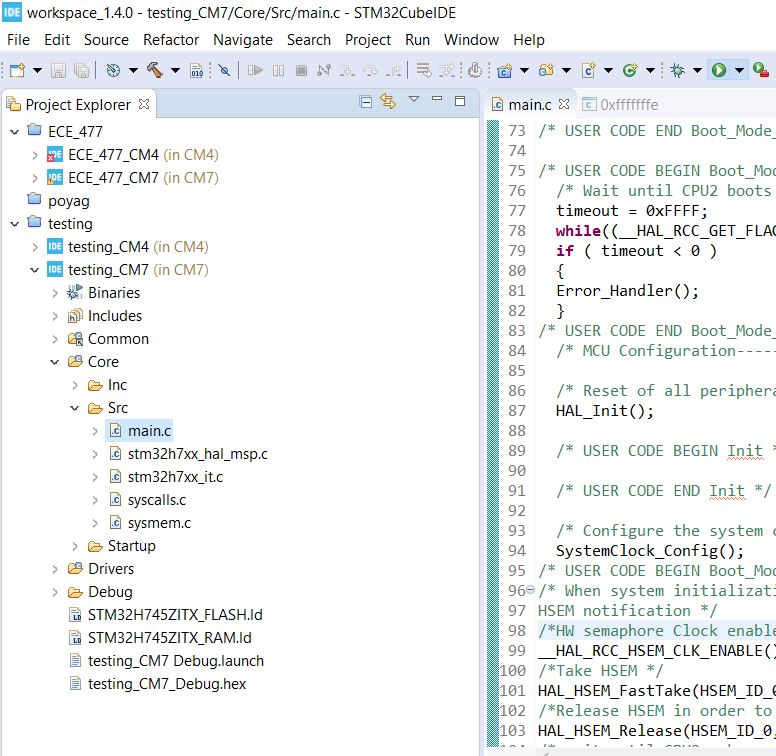 IDE workspace_1.4.0 - testing_CM7/Core/Src/main.c - STM32CubeIDE
File Edit Source Refactor Navigate Search Project Run Window Help
Project Explorer
ECE_477
IDE ECE_477_CM4 (in CM4)
IDE ECE_477_CM7 (in CM7)
poyag
testing
IDE testing_CM4 (in CM4)
IDE testing_CM7 (in CM7)
Binaries
Includes
Common
Core
Inc
Src
main.c
stm32h7xx_hal_msp.c
stm32h7xx_it.c
syscalls.c
sysmem.c
Startup
Drivers
Debug
STM32H745ZITX_FLASH.ld
STM32H745ZITX_RAM.ld
testing_CM7 Debug.launch
testing_CM7_Debug.hex
main.c 0xfffffffe
73 /* USER CODE END Boot_Mode_
74
75 /* USER CODE BEGIN Boot_Mo
76 /* Wait until CPU2 boots
77 timeout = 0xFFFF;
78 while((__HAL_RCC_GET_FLAG
79 if ( timeout < 0 )
80 {
81 Error_Handler();
82 }
83 /* USER CODE END Boot_Mode_
84 /* MCU Configuration-----
85
86 /* Reset of all periphera
87 HAL_Init();
88
89 /* USER CODE BEGIN Init *
90
91 /* USER CODE END Init */
92
93 /* Configure the system c
94 SystemClock_Config();
95 /* USER CODE BEGIN Boot_Mo
96 /* When system initializati
97 HSEM notification */
98 /*HW semaphore Clock enable
99 __HAL_RCC_HSEM_CLK_ENABLE()
100 /*Take HSEM */
101 HAL_HSEM_FastTake(HSEM_ID_0
102 /*Release HSEM in order to
103 HAL_HSEM_Release(HSEM_ID_0,